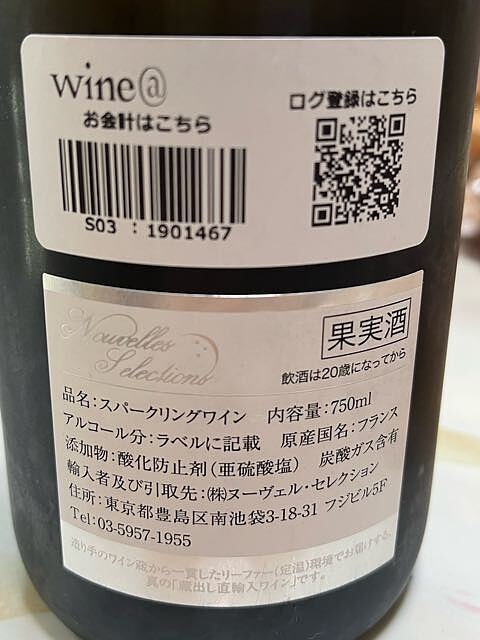 wine@
お会計はこちら
ログ登録はこちら
S03 : 1901467
Nouvelles
Selections
果実酒
飲酒は20歳になってから
品名:スパークリングワイン 内容量:750ml
アルコール分:ラベルに記載 原産国名:フランス
添加物:酸化防止剤(亜硫酸塩) 炭酸ガス含有
輸入者及び引取先:(株)ヌーヴェル・セレクション
住所:東京都豊島区南池袋3-18-31 フジビル5F
Tel:03-5957-1955
造り手のワイン蔵から一貫したリーファー(定温)環境でお届けする、
真の「蔵出し直輸入ワイン」です。